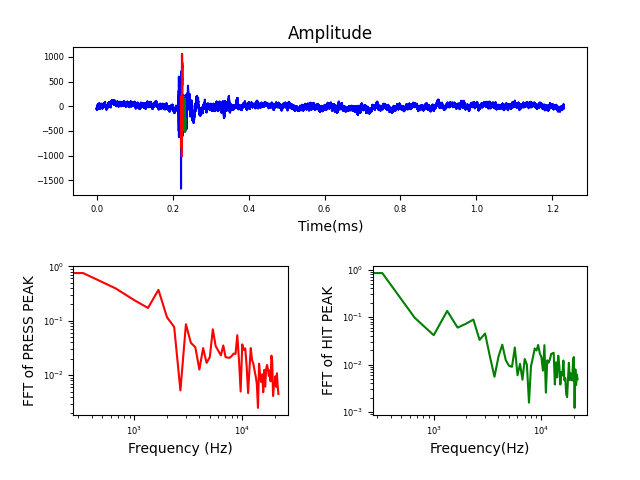 Amplitude
1000
500
0
−500
−1000
−1500
0.0 0.2 0.4 0.6 0.8 1.0 1.2
Time(ms)
FFT of PRESS PEAK
10⁰
10⁻¹
10⁻²
10³ 10⁴
Frequency (Hz)
FFT of HIT PEAK
10⁰
10⁻¹
10⁻²
10⁻³
10³ 10⁴
Frequency(Hz)